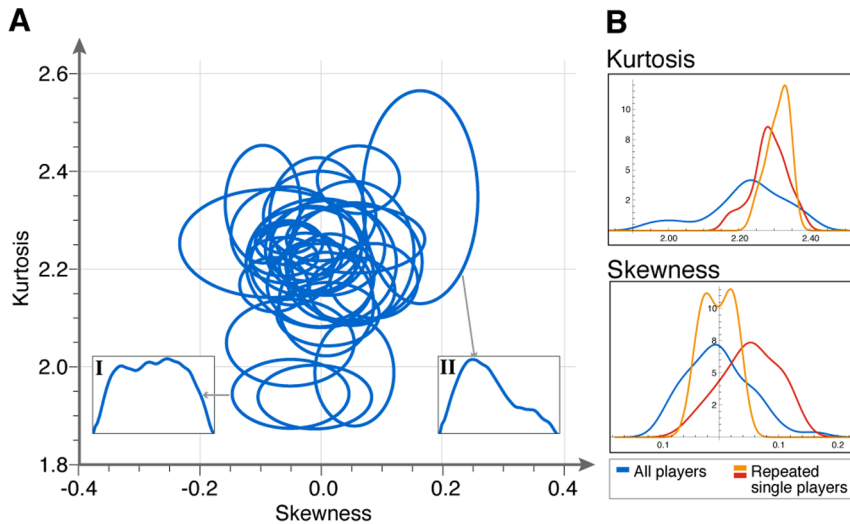 A
Kurtosis
2.6
2.4
2.2
2.0
1.8
-0.4
-0.2
0.0
0.2
0.4
Skewness
I
II
B
Kurtosis
10
8
5
2
2.00
2.20
2.40
Skewness
10
8
5
2
0.1
0.1
0.2
All players
Repeated
single players